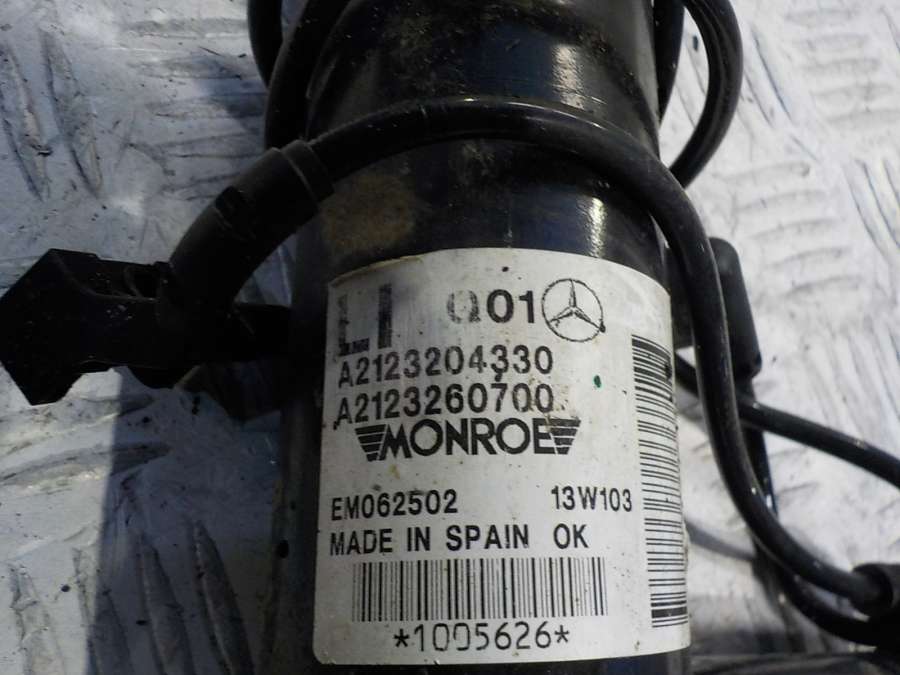 LI Q01
A2123204330
A2123260700
MONROE
EM062502 13W103
MADE IN SPAIN OK
*1005626*